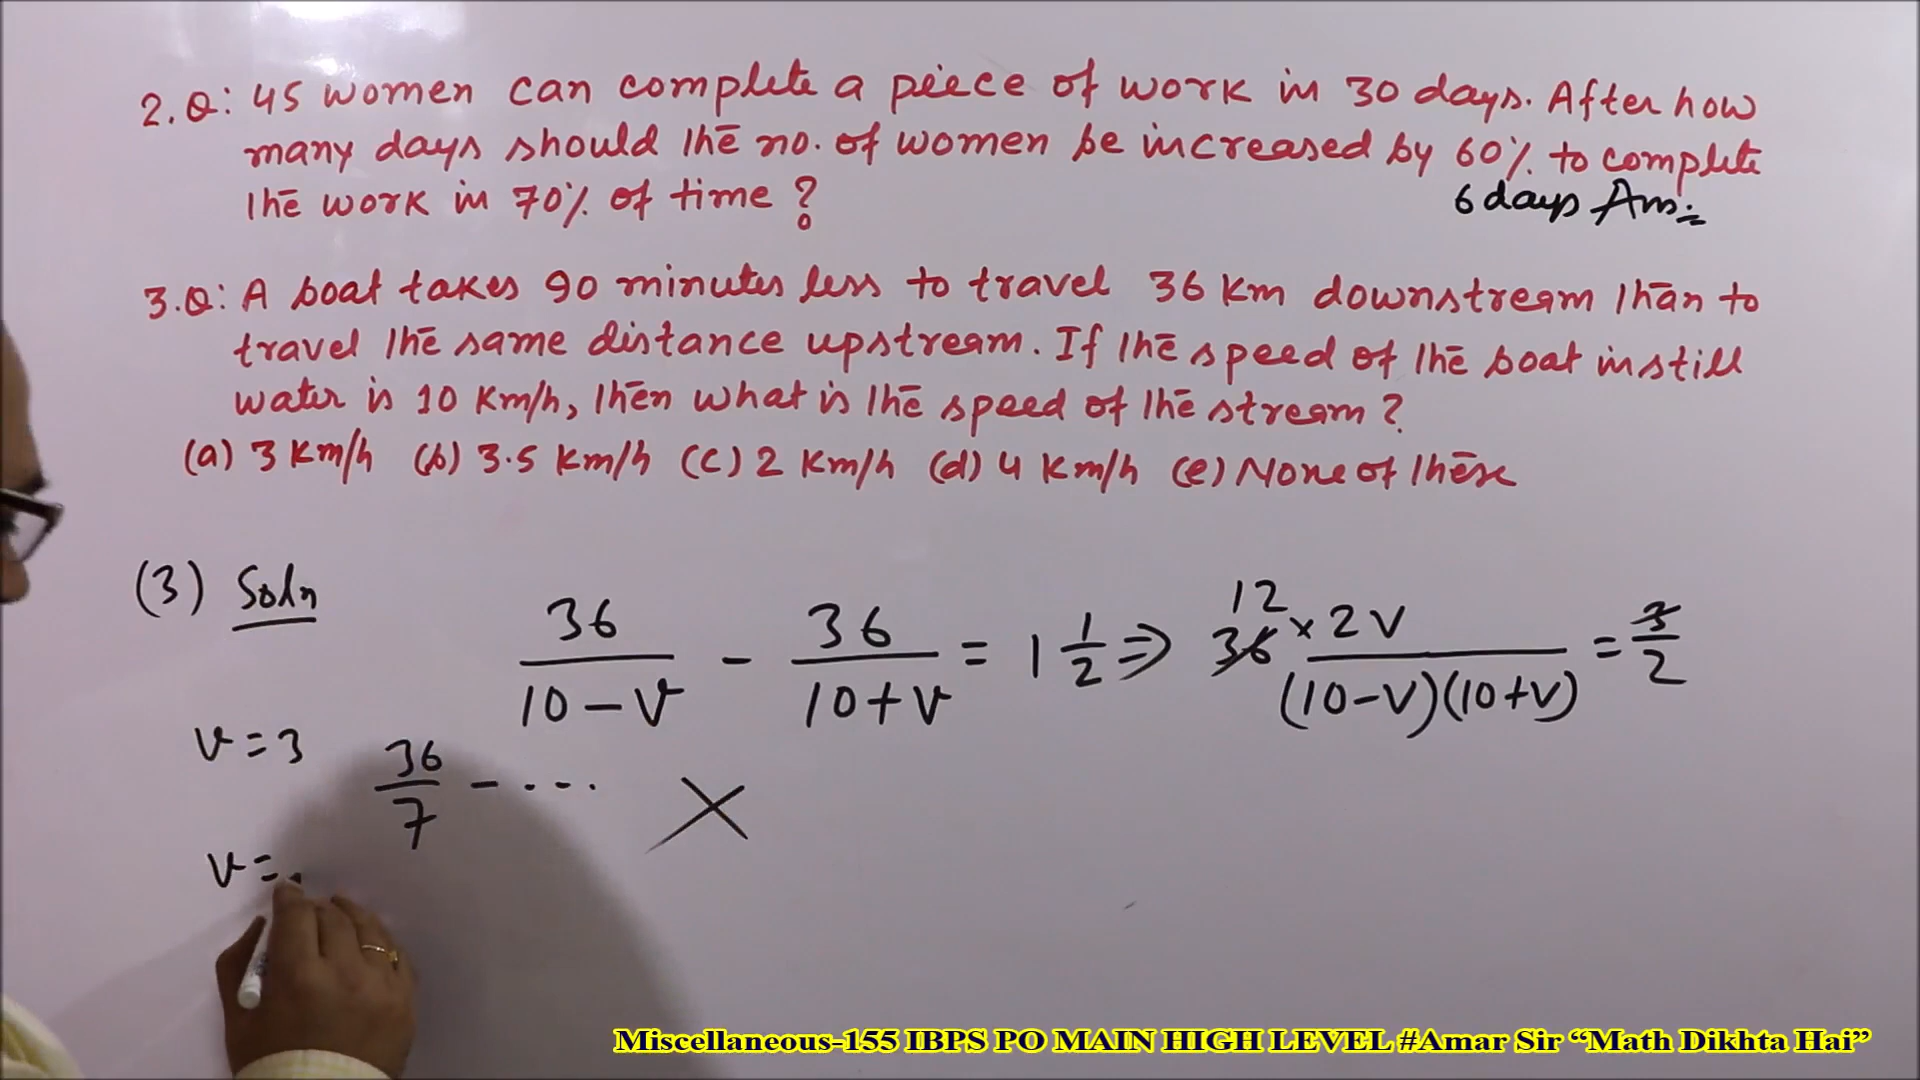 2.Q: 45 women can complete a piece of work in 30 days. After how
many days should the no. of women be increased by 60% to complete
the work in 70% of time ?
6 days Ans:
3.Q: A boat takes 90 minutes less to travel 36 Km downstream than to
travel the same distance upstream. If the speed of the boat in still
water is 10 Km/h, then what is the speed of the stream ?
(a) 3 Km/h (b) 3.5 Km/h (c) 2 Km/h (d) 4 Km/h (e) None of these
(3) Soln
36/(10-v) - 36/(10+v) = 1 1/2 ⇒ 12 36 × 2v/((10-v)(10+v)) = 3/2
v = 3 36/7 - .... ×
v =
Miscellaneous-155 IBPS PO MAIN HIGH LEVEL #Amar Sir “Math Dikhta Hai”